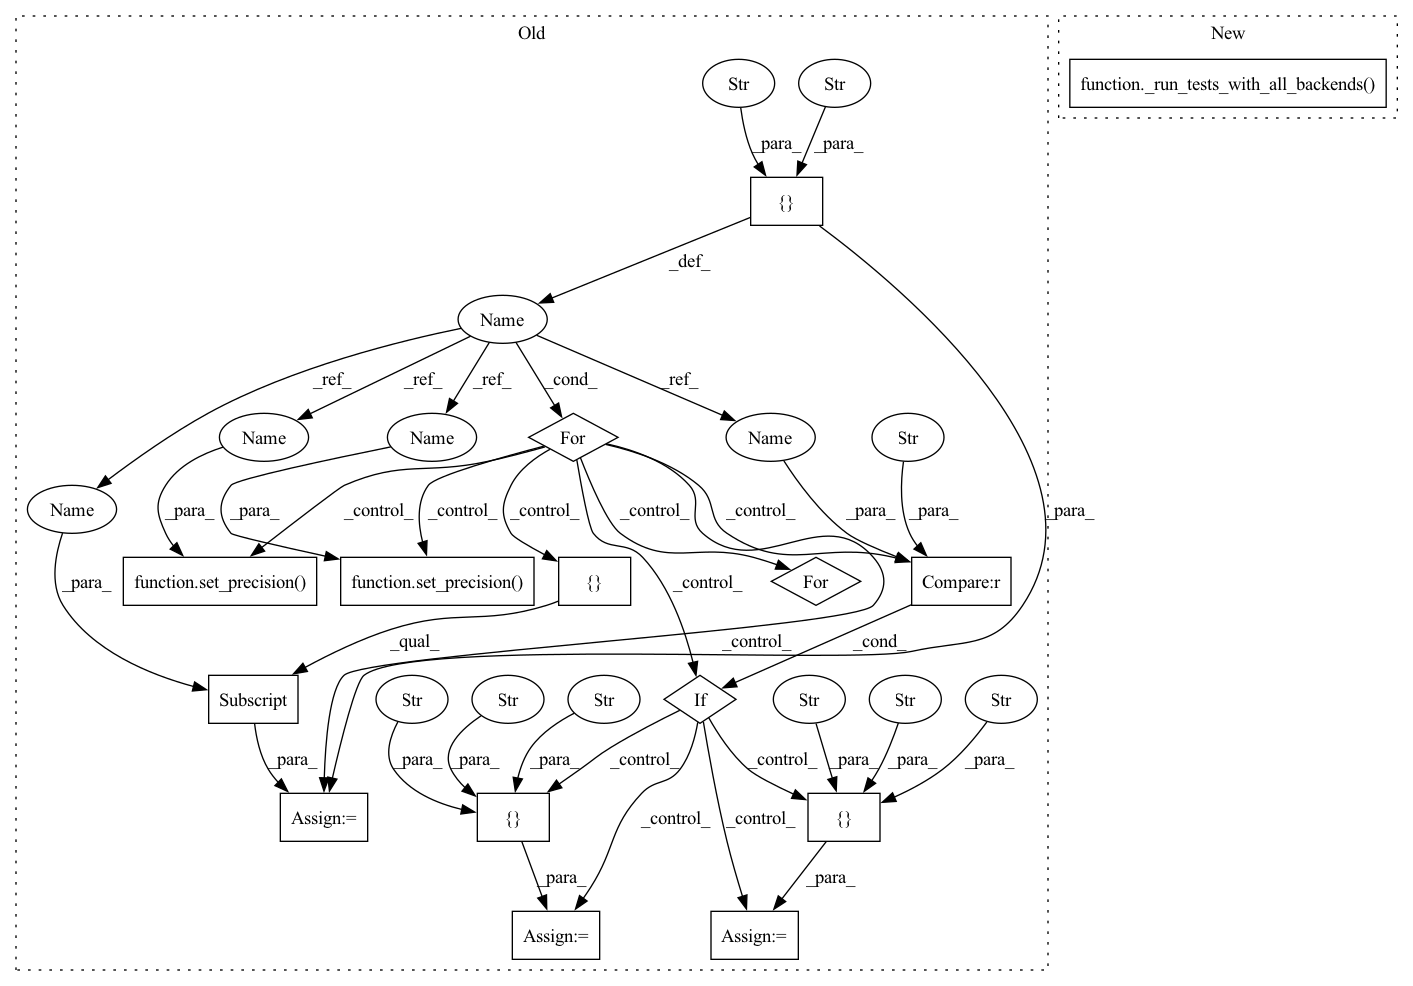 Old
New
Str
Str
function._run_tests_with_all_backends()
_para_
_para_
{}
_def_
Name
_ref_
_ref_
_ref_
_cond_
_ref_
Name
Name
For
Name
Str
Name
_para_
_para_
_control_
_control_
_control_
_control_
_control_
_para_
_para_
_para_
_para_
function.set_precision()
function.set_precision()
{}
_control_
For
Compare:r
_qual_
_control_
_cond_
Subscript
Str
Str
Str
If
Str
Str
Str
_para_
_para_
_para_
_para_
_control_
_control_
_para_
_para_
_para_
Assign:=
{}
_control_
_control_
{}
_para_
_para_
Assign:=
Assign:=